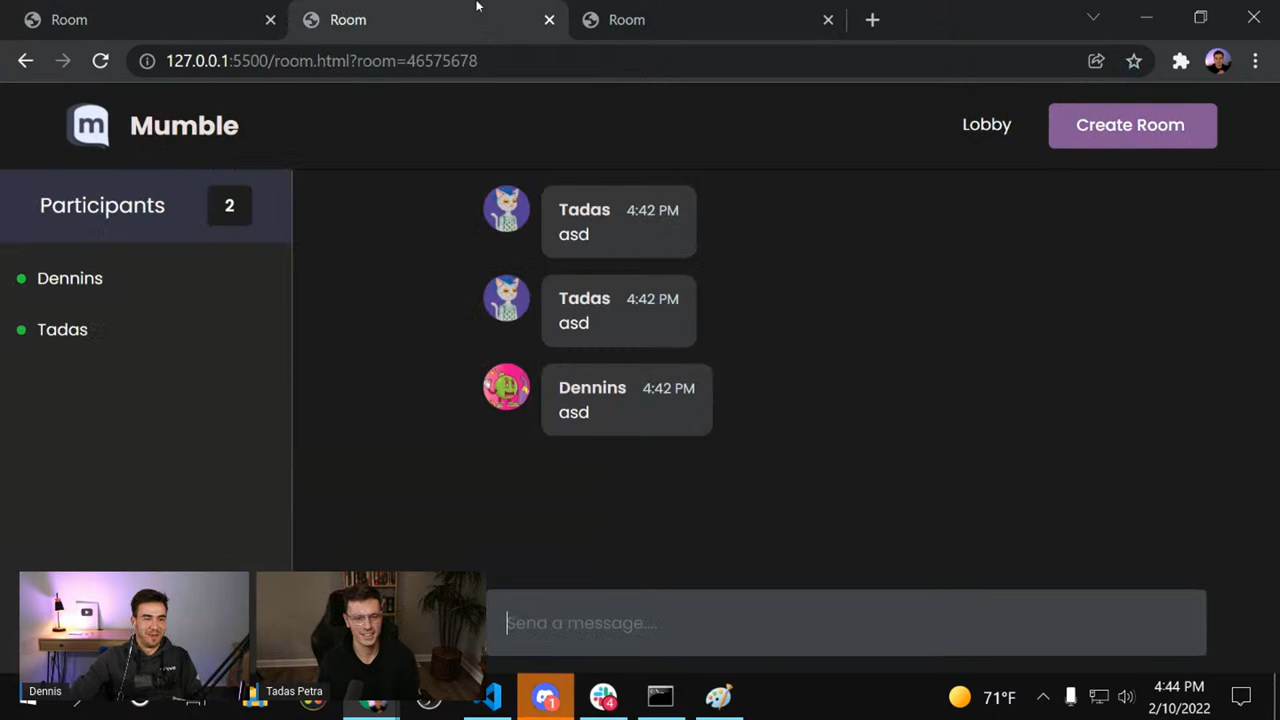 Room
Room
Room
127.0.0.1:5500/room.html?room=46575678
m
Mumble
Lobby
Create Room
Participants
2
Dennins
Tadas
Tadas 4:42 PM
asd
Tadas 4:42 PM
asd
Dennins 4:42 PM
asd
Send a message....
Dennis
Tadas Petra
1
4
71°F
4:44 PM
2/10/2022